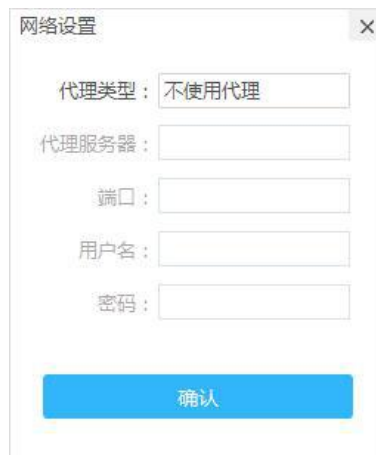 网络设置
代理类型：不使用代理
代理服务器：
端口：
用户名：
密码：
确认